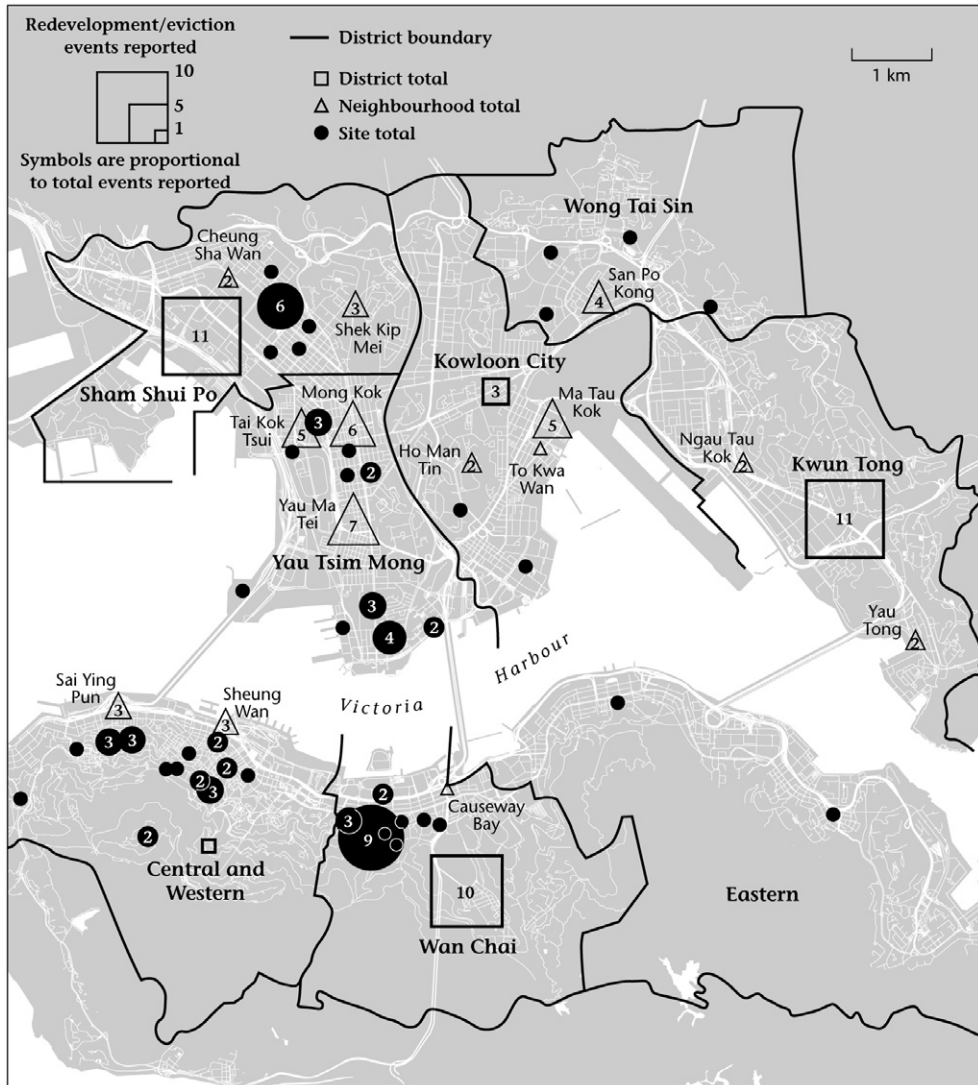 Redevelopment/eviction
events reported
10
5
1
Symbols are proportional
to total events reported
District boundary
District total
Neighbourhood total
Site total
1 km
Wong Tai Sin
Cheung
Sha Wan
2
6
San Po
Kong
4
3
Shek Kip
Mei
11
Sham Shui Po
Kowloon City
3
Mong Kok
6
Tai Kok
Tsui
5
3
Ma Tau
Kok
5
Ho Man
Tin
2
To Kwa
Wan
Ngau Tau
Kok
2
Kwun Tong
11
2
Yau Ma
Tei
7
Yau Tsim Mong
3
4
2
Yau
Tong
2
Harbour
Victoria
Sai Ying
Pun
3
Sheung
Wan
3
3
3
2
2
2
3
2
Central and
Western
2
3
9
Causeway
Bay
10
Wan Chai
Eastern